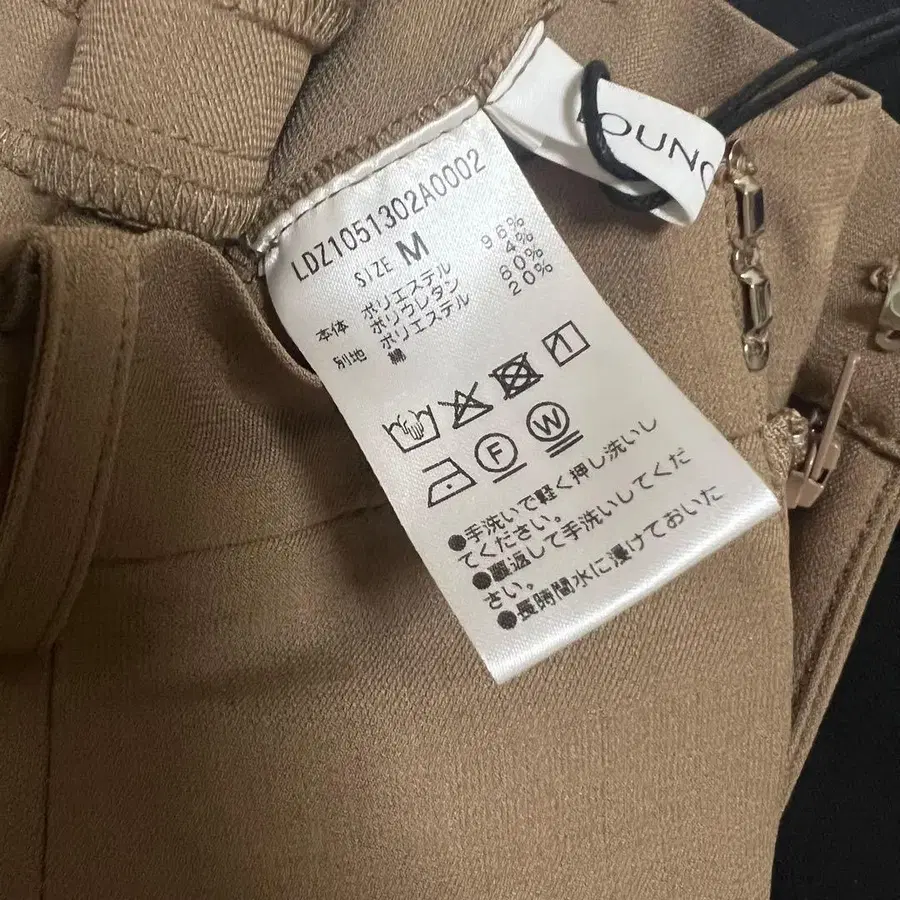 OUNG
LDZ1051302A0002
SIZE M
本体 ポリエステル 96%
ポリウレタン 4%
別地 ポリエステル 80%
綿 20%
F W
●手洗いで軽く押し洗いし
てください。
●裏返して手洗いしてくだ
さい。
●長時間水に浸けておいた